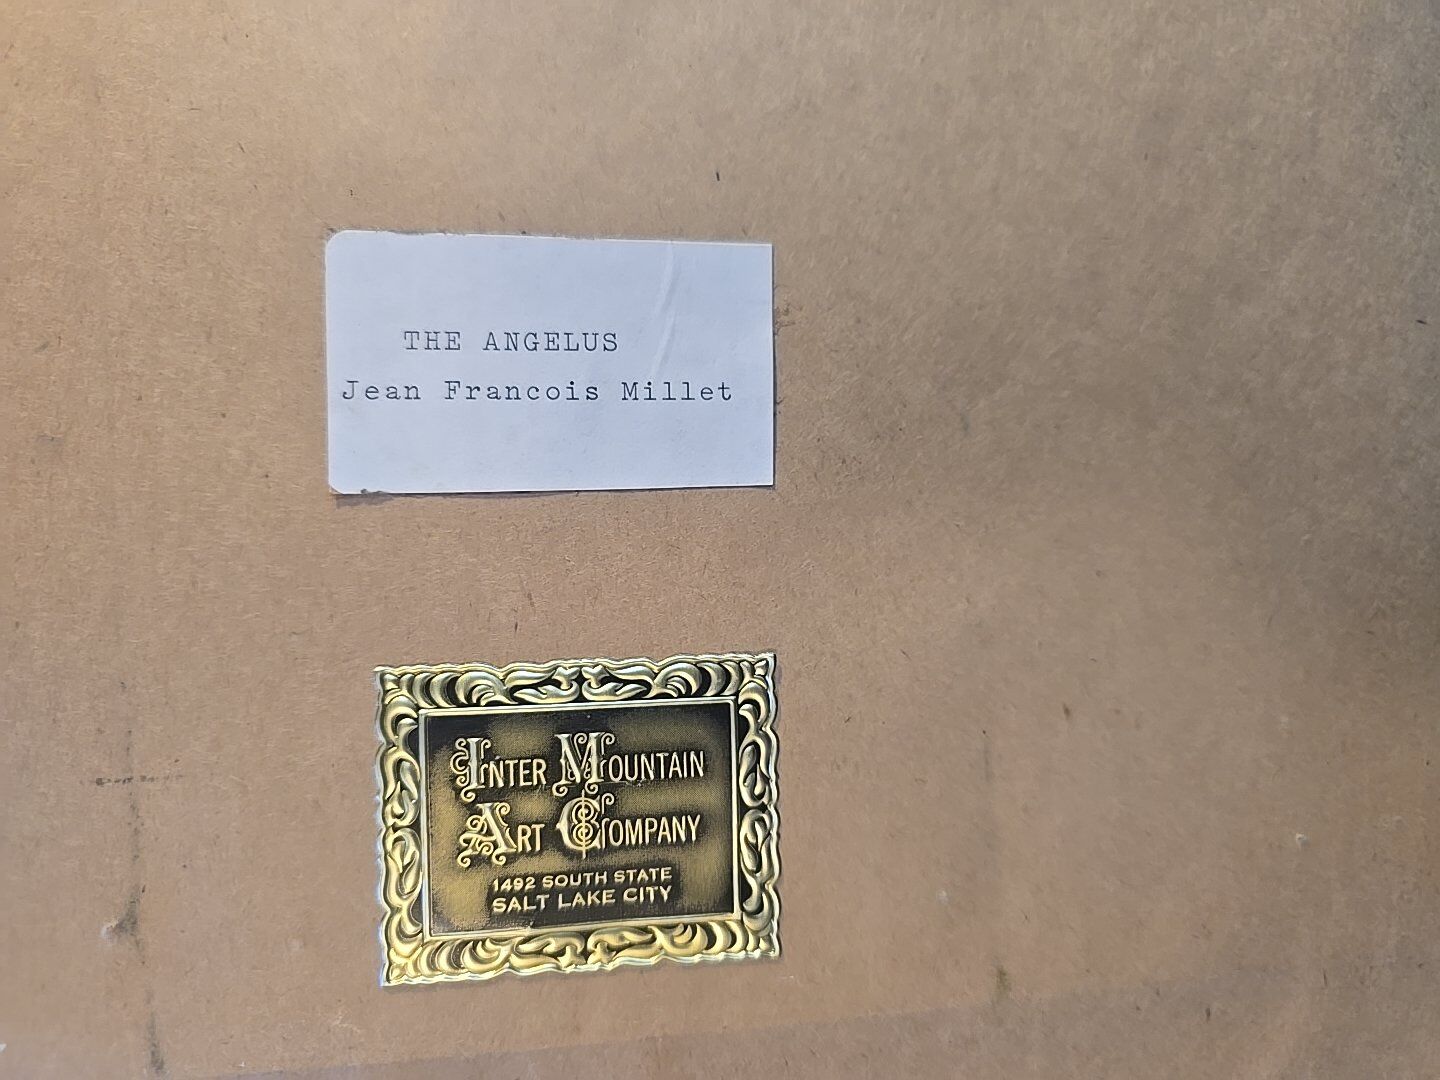 THE ANGELUS
Jean Francois Millet
INTER MOUNTAIN
ART COMPANY
1492 SOUTH STATE
SALT LAKE CITY